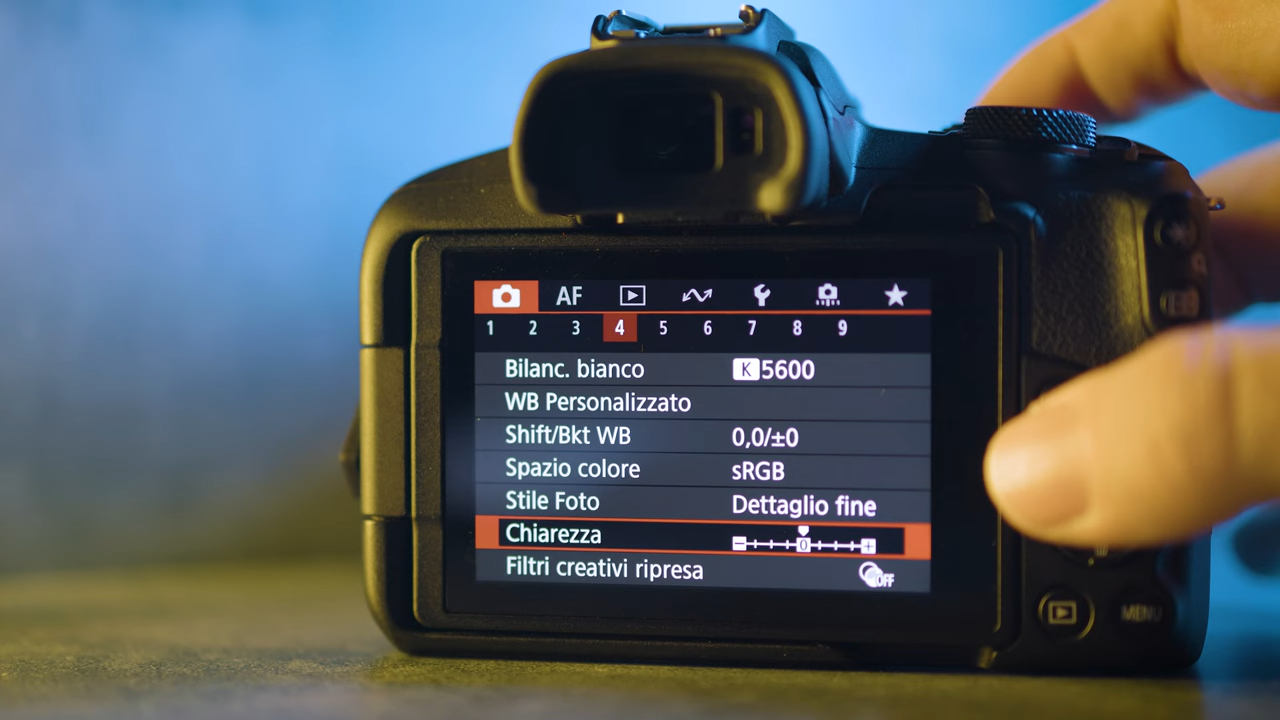 AF
1 2 3 4 5 6 7 8 9
Bilanc. bianco K 5600
WB Personalizzato
Shift/Bkt WB 0,0/±0
Spazio colore sRGB
Stile Foto Dettaglio fine
Chiarezza 0
Filtri creativi ripresa OFF
MENU